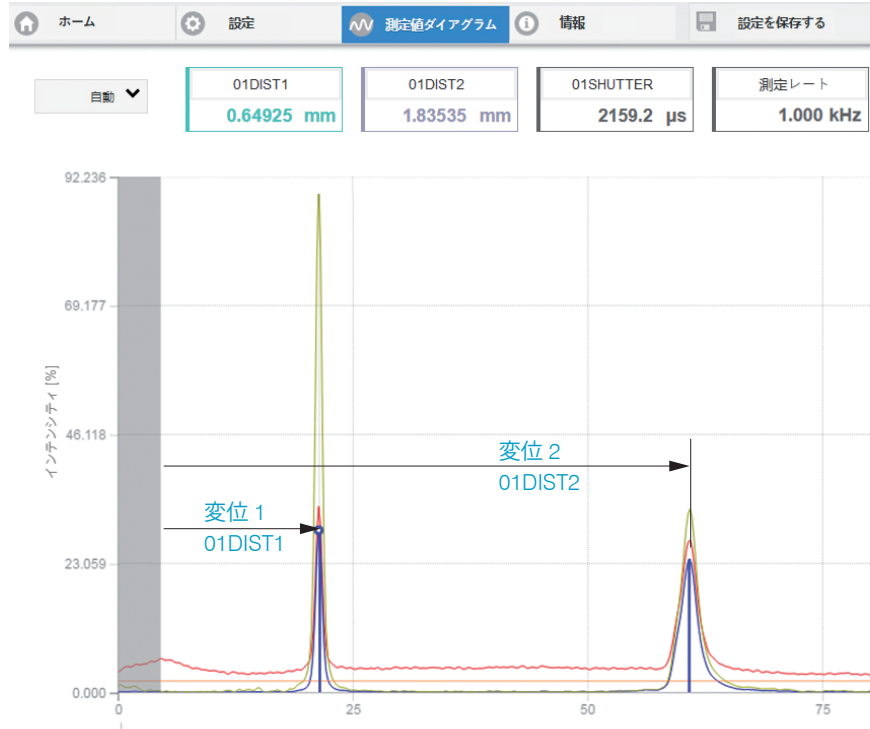 ホーム
設定
測定値ダイアグラム
情報
設定を保存する
自動
01DIST1
0.64925 mm
01DIST2
1.83535 mm
01SHUTTER
2159.2 µs
測定レート
1.000 kHz
92.236
69.177
46.118
23.059
0.000
インテンシティ [%]
変位 2
01DIST2
変位 1
01DIST1
0
25
50
75